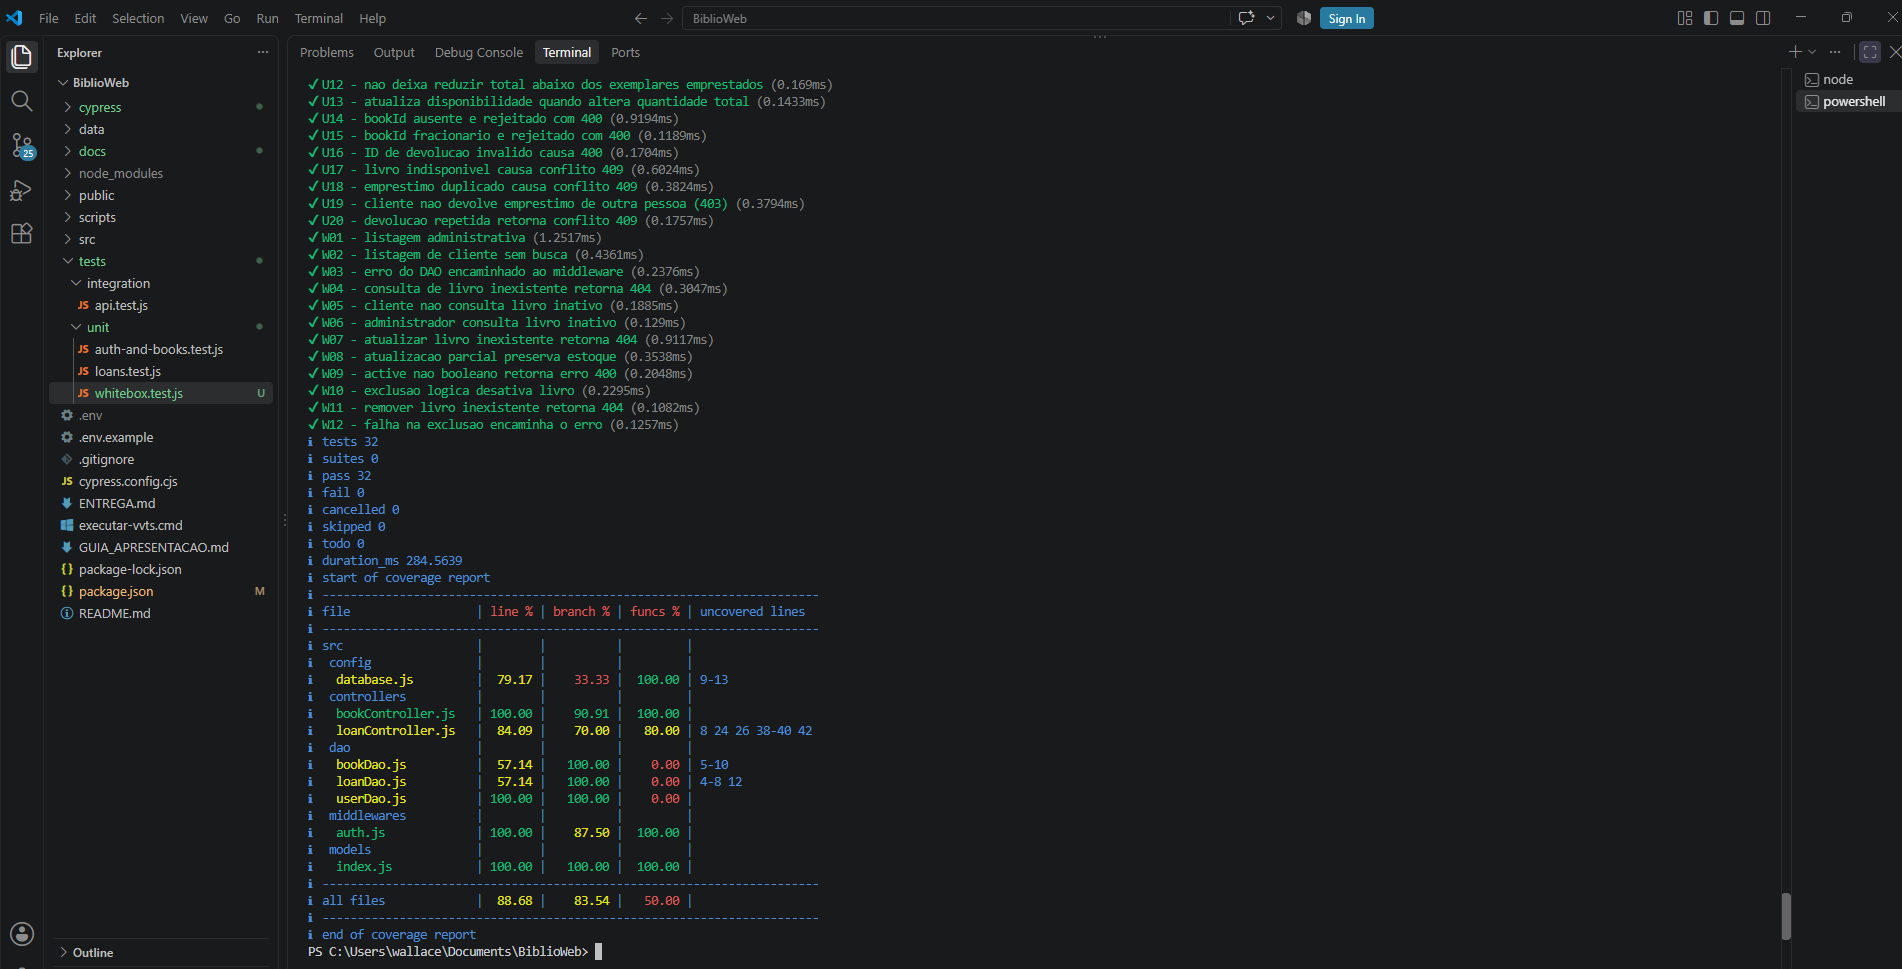 File Edit Selection View Go Run Terminal Help
BiblioWeb
Sign In
Explorer
BiblioWeb
cypress
data
docs
node_modules
public
scripts
src
tests
integration
JS api.test.js
unit
JS auth-and-books.test.js
JS loans.test.js
JS whitebox.test.js U
.env
.env.example
.gitignore
JS cypress.config.cjs
ENTREGA.md
executar-vvts.cmd
GUIA_APRESENTACAO.md
{} package-lock.json
{} package.json M
README.md
Outline
25
Problems Output Debug Console Terminal Ports
✓ U12 - nao deixa reduzir total abaixo dos exemplares emprestados (0.169ms)
✓ U13 - atualiza disponibilidade quando altera quantidade total (0.1433ms)
✓ U14 - bookId ausente e rejeitado com 400 (0.9194ms)
✓ U15 - bookId fracionario e rejeitado com 400 (0.1189ms)
✓ U16 - ID de devolucao invalido causa 400 (0.1704ms)
✓ U17 - livro indisponivel causa conflito 409 (0.6024ms)
✓ U18 - emprestimo duplicado causa conflito 409 (0.3824ms)
✓ U19 - cliente nao devolve emprestimo de outra pessoa (403) (0.3794ms)
✓ U20 - devolucao repetida retorna conflito 409 (0.1757ms)
✓ W01 - listagem administrativa (1.2517ms)
✓ W02 - listagem de cliente sem busca (0.4361ms)
✓ W03 - erro do DAO encaminhado ao middleware (0.2376ms)
✓ W04 - consulta de livro inexistente retorna 404 (0.3047ms)
✓ W05 - cliente nao consulta livro inativo (0.1885ms)
✓ W06 - administrador consulta livro inativo (0.129ms)
✓ W07 - atualizar livro inexistente retorna 404 (0.9117ms)
✓ W08 - atualizacao parcial preserva estoque (0.3538ms)
✓ W09 - active nao booleano retorna erro 400 (0.2048ms)
✓ W10 - exclusao logica desativa livro (0.2295ms)
✓ W11 - remover livro inexistente retorna 404 (0.1082ms)
✓ W12 - falha na exclusao encaminha o erro (0.1257ms)
ℹ tests 32
ℹ suites 0
ℹ pass 32
ℹ fail 0
ℹ cancelled 0
ℹ skipped 0
ℹ todo 0
ℹ duration_ms 284.5639
ℹ start of coverage report
ℹ -----------------------------------------------------------------------
ℹ file | line % | branch % | funcs % | uncovered lines
ℹ -----------------------------------------------------------------------
ℹ src | | | |
ℹ config | | | |
ℹ database.js | 79.17 | 33.33 | 100.00 | 9-13
ℹ controllers | | | |
ℹ bookController.js | 100.00 | 90.91 | 100.00 |
ℹ loanController.js | 84.09 | 70.00 | 80.00 | 8 24 26 38-40 42
ℹ dao | | | |
ℹ bookDao.js | 57.14 | 100.00 | 0.00 | 5-10
ℹ loanDao.js | 57.14 | 100.00 | 0.00 | 4-8 12
ℹ userDao.js | 100.00 | 100.00 | 0.00 |
ℹ middlewares | | | |
ℹ auth.js | 100.00 | 87.50 | 100.00 |
ℹ models | | | |
ℹ index.js | 100.00 | 100.00 | 100.00 |
ℹ -----------------------------------------------------------------------
ℹ all files | 88.68 | 83.54 | 50.00 |
ℹ -----------------------------------------------------------------------
ℹ end of coverage report
PS C:\Users\wallace\Documents\BiblioWeb>
node
powershell